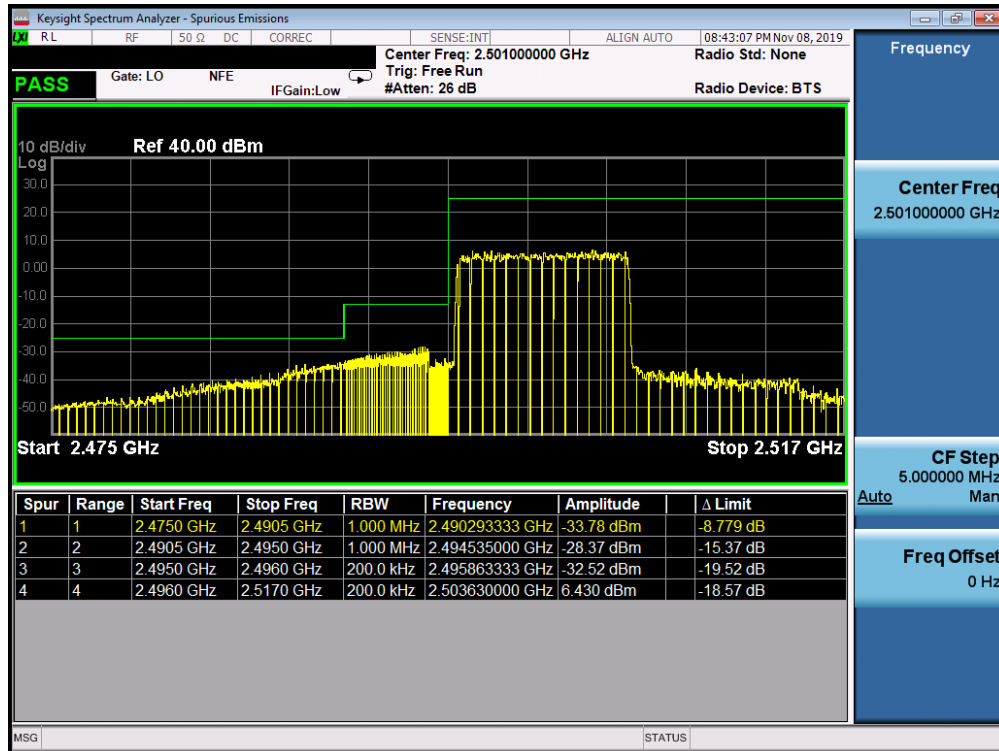 Keysight Spectrum Analyzer - Spurious Emissions
LXI RL RF 50 Ω DC CORREC SENSE:INT ALIGN AUTO 08:43:07 PM Nov 08, 2019
Center Freq: 2.501000000 GHz Radio Std: None
Trig: Free Run
PASS Gate: LO NFE IFGain:Low #Atten: 26 dB Radio Device: BTS
10 dB/div Ref 40.00 dBm
Log
30.0
20.0
10.0
0.00
-10.0
-20.0
-30.0
-40.0
-50.0
Start 2.475 GHz Stop 2.517 GHz
Spur Range Start Freq Stop Freq RBW Frequency Amplitude Δ Limit
1 1 2.4750 GHz 2.4905 GHz 1.000 MHz 2.490293333 GHz -33.78 dBm -8.779 dB
2 2 2.4905 GHz 2.4950 GHz 1.000 MHz 2.494535000 GHz -28.37 dBm -15.37 dB
3 3 2.4950 GHz 2.4960 GHz 200.0 kHz 2.495863333 GHz -32.52 dBm -19.52 dB
4 4 2.4960 GHz 2.5170 GHz 200.0 kHz 2.503630000 GHz 6.430 dBm -18.57 dB
MSG STATUS
Frequency
Center Freq
2.501000000 GHz
CF Step
5.000000 MHz
Auto Man
Freq Offset
0 Hz